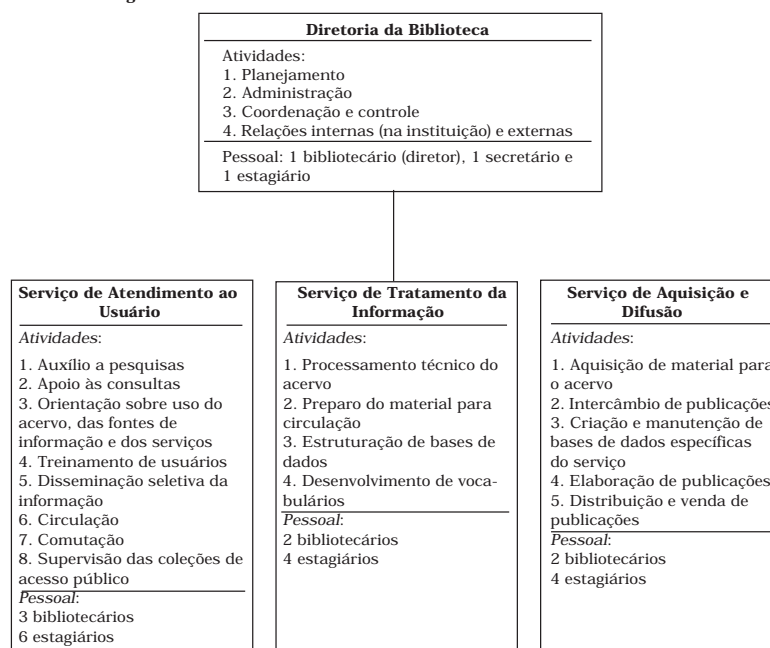 Diretoria da Biblioteca
Atividades:
1. Planejamento
2. Administração
3. Coordenação e controle
4. Relações internas (na instituição) e externas
Pessoal: 1 bibliotecário (diretor), 1 secretário e
1 estagiário
Serviço de Atendimento ao
Usuário
Atividades:
1. Auxílio a pesquisas
2. Apoio às consultas
3. Orientação sobre uso do
acervo, das fontes de
informação e dos serviços
4. Treinamento de usuários
5. Disseminação seletiva da
informação
6. Circulação
7. Comutação
8. Supervisão das coleções de
acesso público
Pessoal:
3 bibliotecários
6 estagiários
Serviço de Tratamento da
Informação
Atividades:
1. Processamento técnico do
acervo
2. Preparo do material para
circulação
3. Estruturação de bases de
dados
4. Desenvolvimento de voca-
bulários
Pessoal:
2 bibliotecários
4 estagiários
Serviço de Aquisição e
Difusão
Atividades:
1. Aquisição de material para
o acervo
2. Intercâmbio de publicações
3. Criação e manutenção de
bases de dados específicas
do serviço
4. Elaboração de publicações
5. Distribuição e venda de
publicações
Pessoal:
2 bibliotecários
4 estagiários